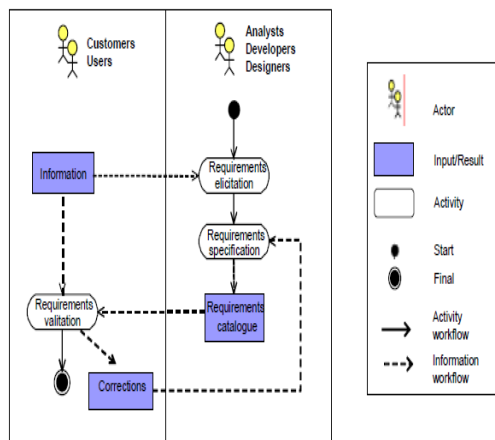 Customers
Users
Analysts
Developers
Designers
Information
Requirements
elicitation
Requirements
specification
Requirements
valitation
Requirements
catalogue
Corrections
Actor
Input/Result
Activity
Start
Final
Activity
workflow
Information
workflow